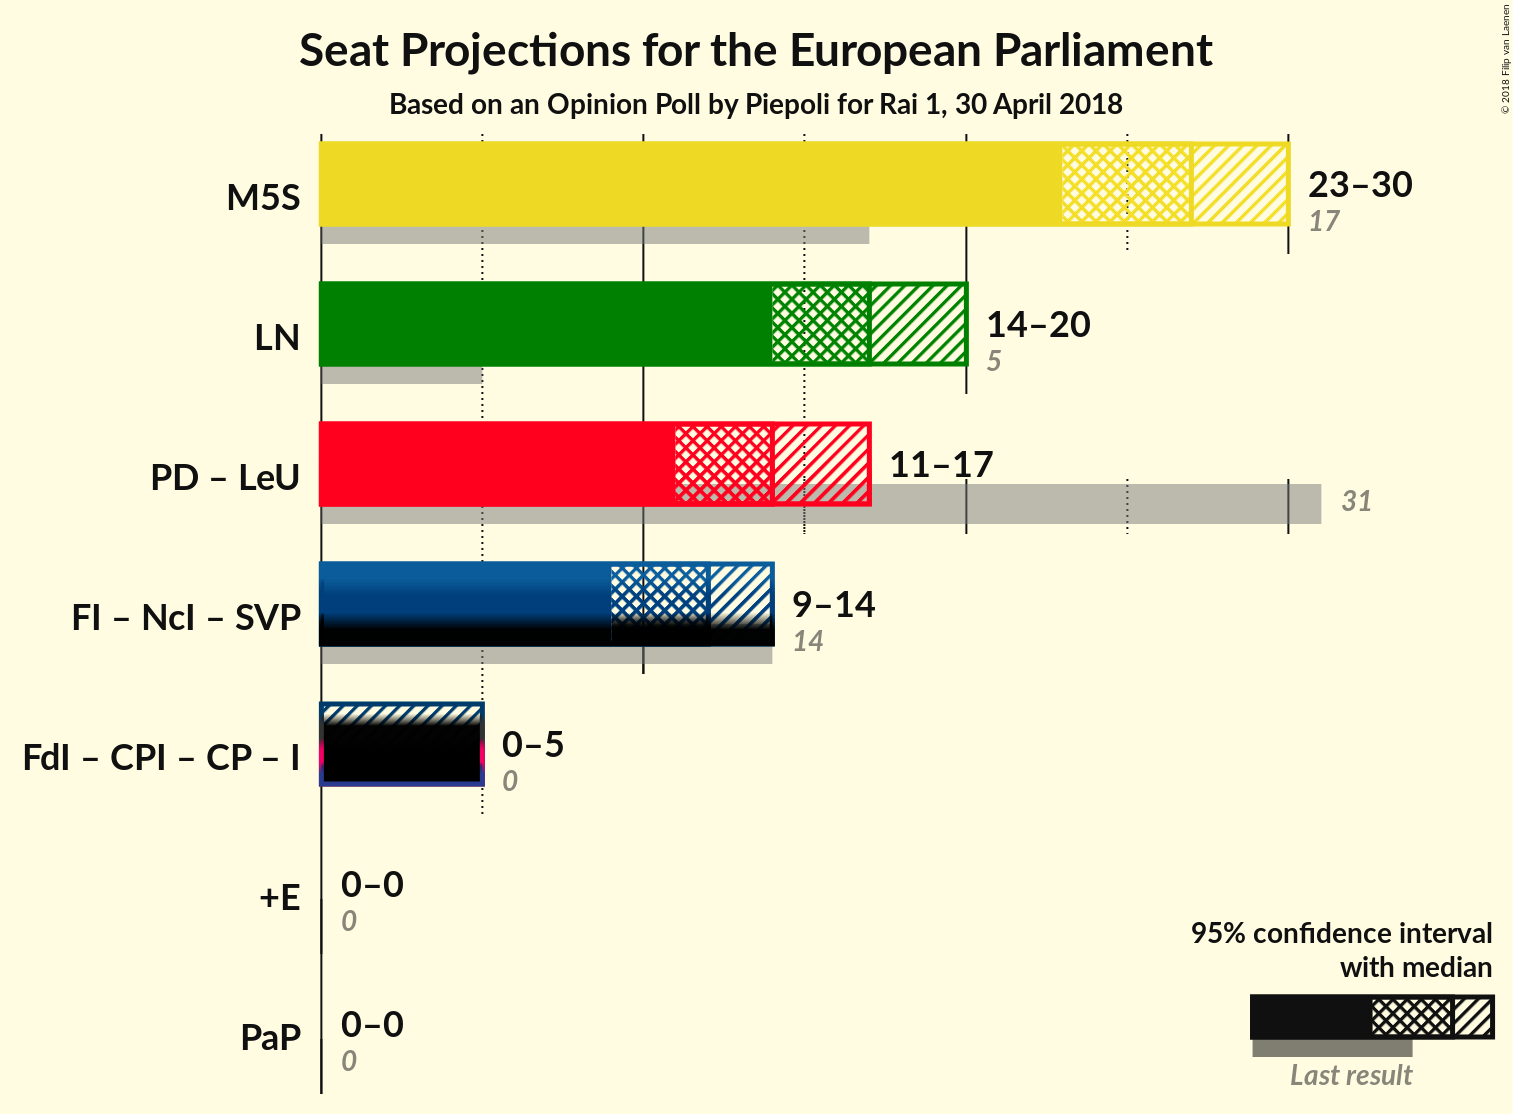 Seat Projections for the European Parliament
Based on an Opinion Poll by Piepoli for Rai 1, 30 April 2018
© 2018 Filip van Laenen
M5S
23–30
17
LN
14–20
5
PD – LeU
11–17
31
FI – NcI – SVP
9–14
14
FdI – CPI – CP – I
0–5
0
+E
0–0
0
PaP
0–0
0
95% confidence interval
with median
Last result